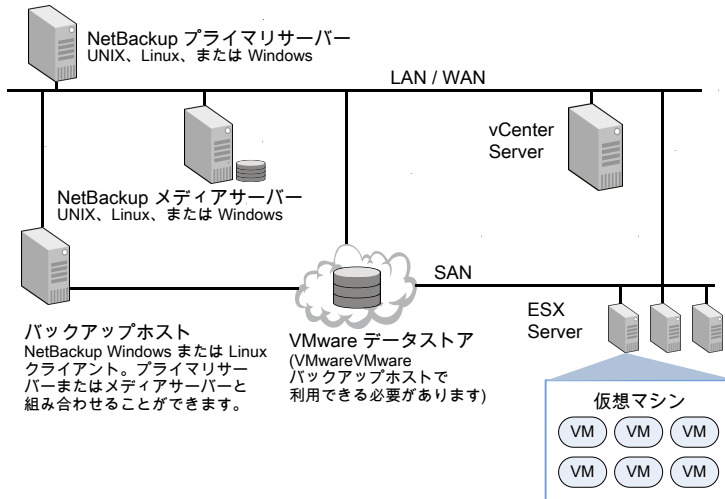 NetBackup プライマリサーバー
UNIX、Linux、または Windows
LAN / WAN
vCenter
Server
NetBackup メディアサーバー
UNIX、Linux、または Windows
SAN
ESX
Server
バックアップホスト
NetBackup Windows または Linux
クライアント。プライマリサー
バーまたはメディアサーバーと
組み合わせることができます。
VMware データストア
(VMwareVMware
バックアップホストで
利用できる必要があります)
仮想マシン
VM VM VM
VM VM VM